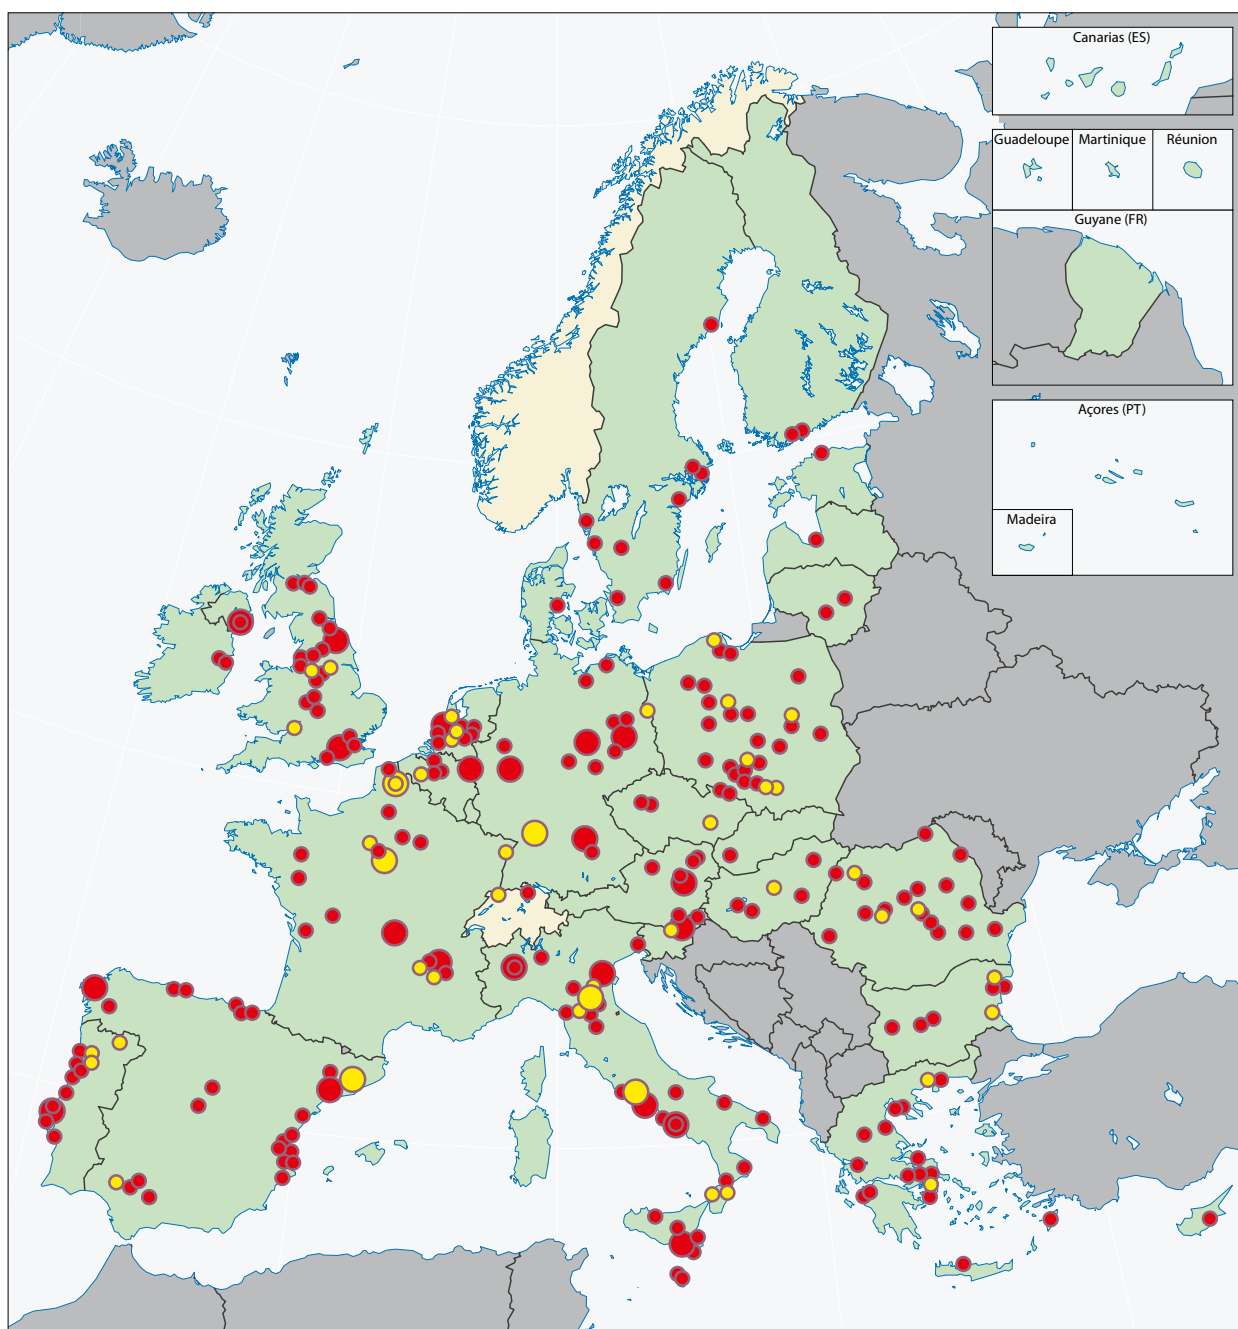 Canarias (ES)
Guadeloupe
Martinique
Réunion
Guyane (FR)
Açores (PT)
Madeira